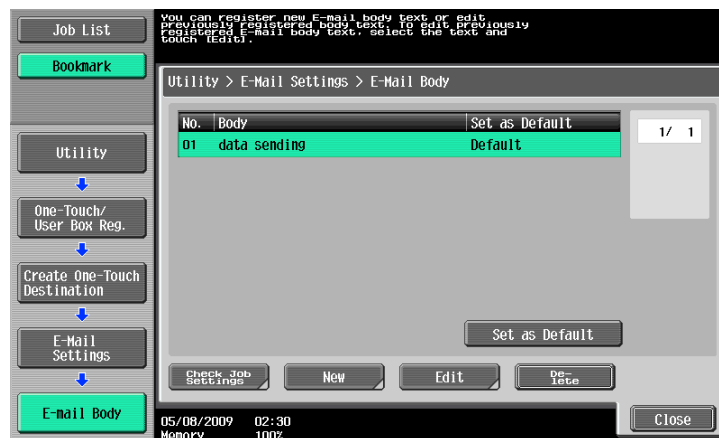 Job List
Bookmark
You can register new E-mail body text or edit
previously registered body text. To edit previously
registered E-mail body text, select the text and
touch [Edit].
Utility > E-Mail Settings > E-Mail Body
No. Body Set as Default
01 data sending Default
1/ 1
Utility
One-Touch/
User Box Reg.
Create One-Touch
Destination
E-Mail
Settings
E-mail Body
Set as Default
Check Job
Settings
New
Edit
De-
lete
05/08/2009 02:30
Memory 100%
Close